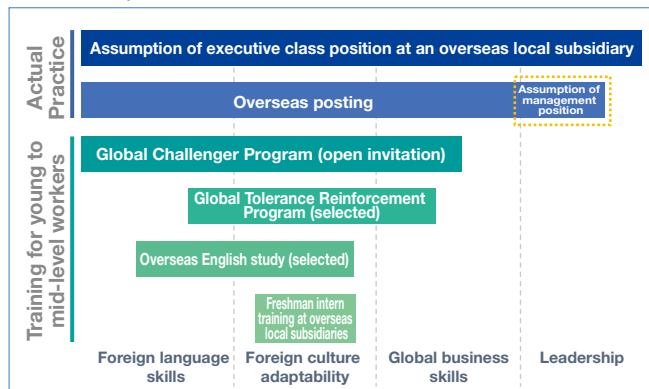 Actual
Practice
Assumption of executive class position at an overseas local subsidiary
Overseas posting
Assumption of
management
position
Training for young to
mid-level workers
Global Challenger Program (open invitation)
Global Tolerance Reinforcement
Program (selected)
Overseas English study (selected)
Freshman intern
training at overseas
local subsidiaries
Foreign language
skills
Foreign culture
adaptability
Global business
skills
Leadership